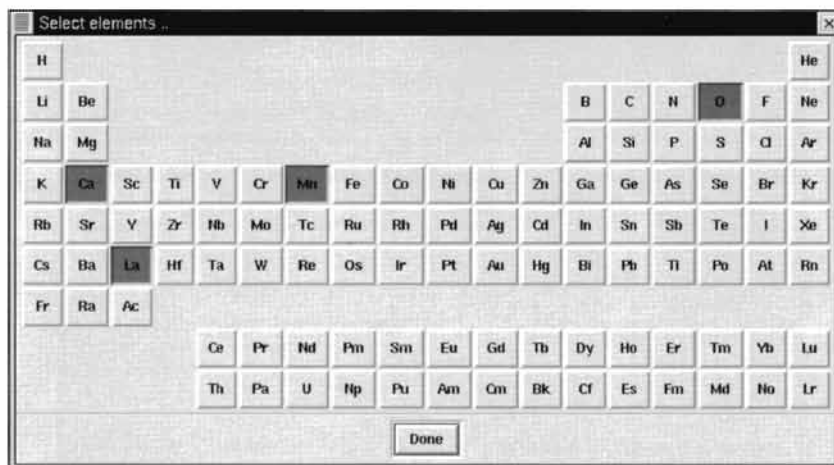 Select elements ..
H He
Li Be B C N O F Ne
Na Mg Al Si P S Cl Ar
K Ca Sc Ti V Cr Mn Fe Co Ni Cu Zn Ga Ge As Se Br Kr
Rb Sr Y Zr Nb Mo Tc Ru Rh Pd Ag Cd In Sn Sb Te I Xe
Cs Ba La Hf Ta W Re Os Ir Pt Au Hg Bi Pb Tl Po At Rn
Fr Ra Ac
Ce Pr Nd Pm Sm Eu Gd Tb Dy Ho Er Tm Yb Lu
Th Pa U Np Pu Am Cm Bk Cf Es Fm Md No Lr
Done